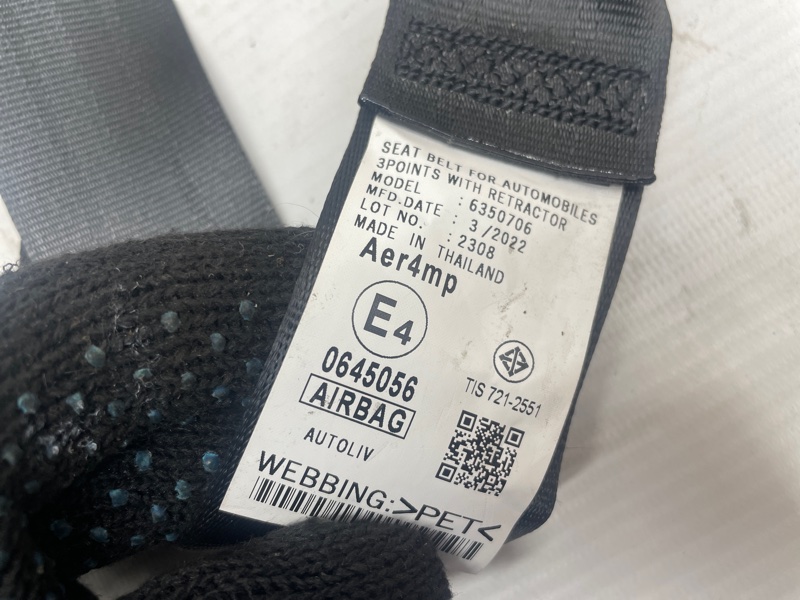 SEAT BELT FOR AUTOMOBILES
3POINTS WITH RETRACTOR
MODEL : 6350706
MFD.DATE : 3 /2022
LOT NO. : 2308
MADE IN THAILAND
Aer4mp
E4
0645056
AIRBAG
TIS 721-2551
AUTOLIV
WEBBING:>PET<